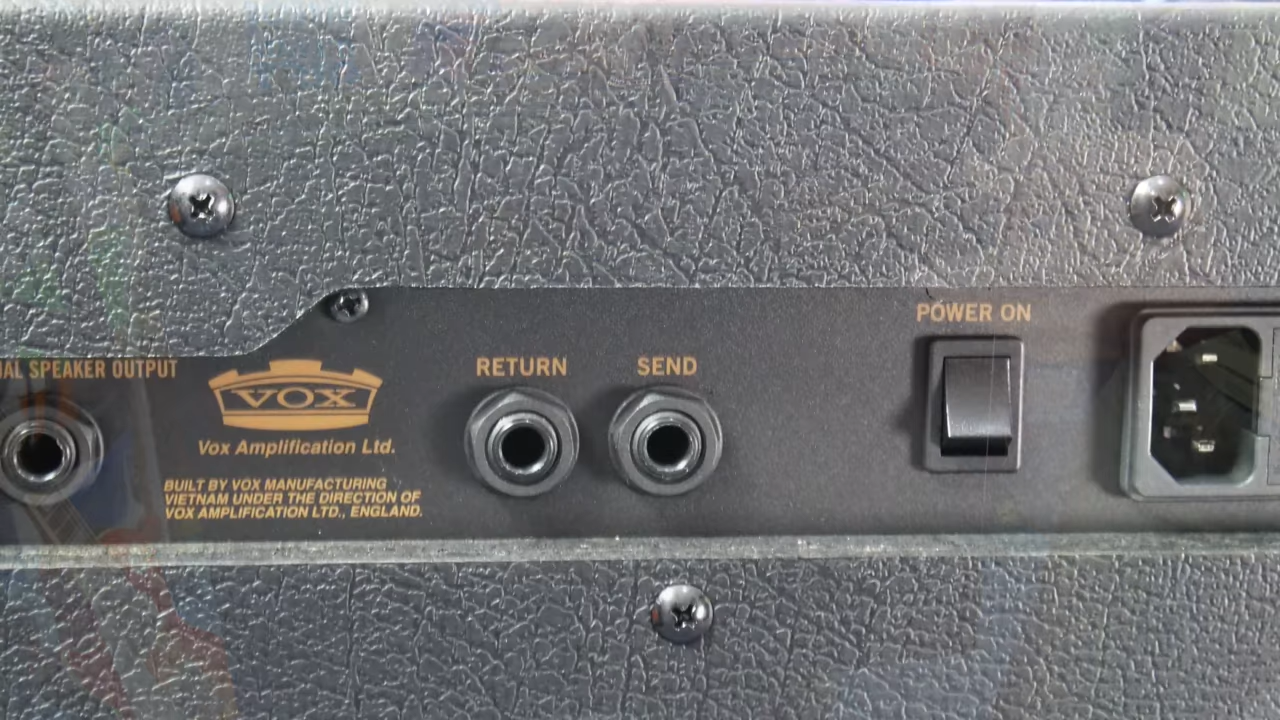 POWER ON
RETURN
SEND
SPEAKER OUTPUT
VOX
Vox Amplification Ltd.
BUILT BY VOX MANUFACTURING
VIETNAM UNDER THE DIRECTION OF
VOX AMPLIFICATION LTD., ENGLAND.